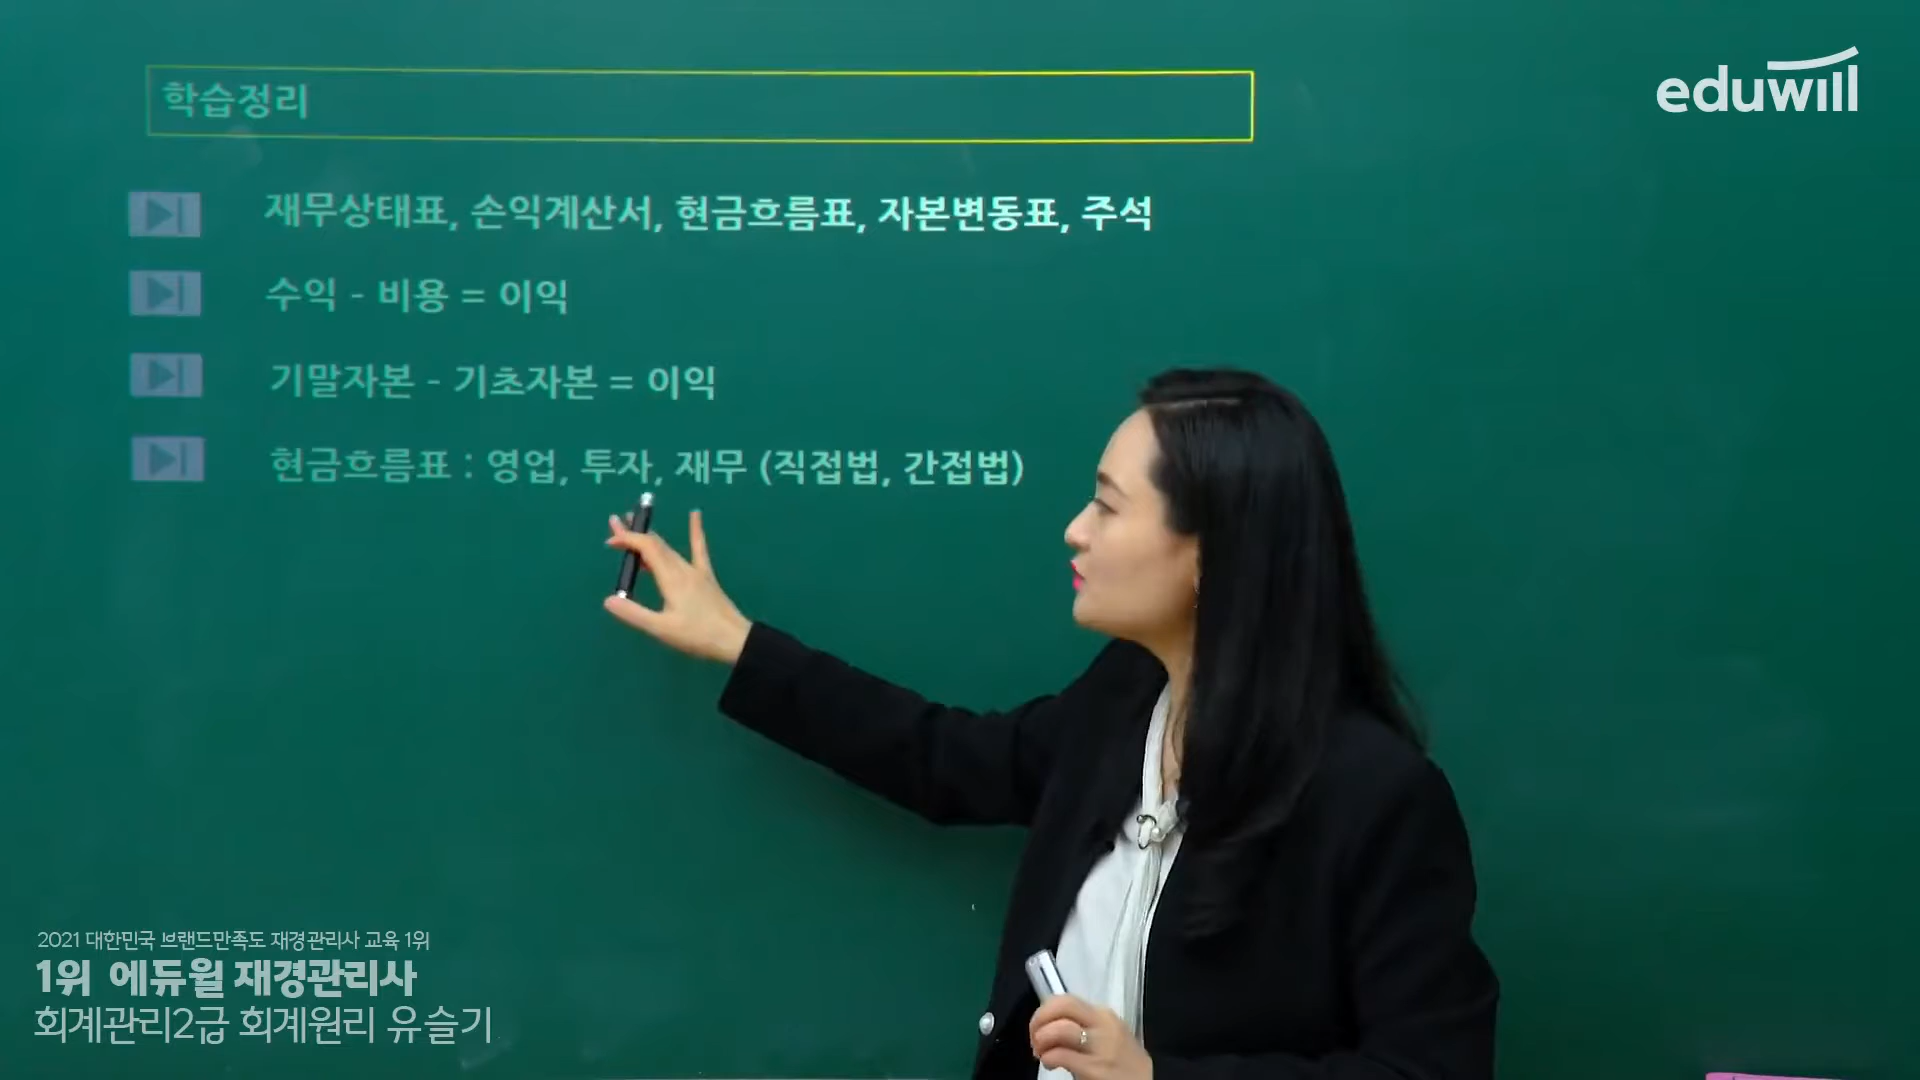 학습정리
eduwill
재무상태표, 손익계산서, 현금흐름표, 자본변동표, 주석
수익 - 비용 = 이익
기말자본 - 기초자본 = 이익
현금흐름표 : 영업, 투자, 재무 (직접법, 간접법)
2021 대한민국 브랜드만족도 재경관리사 교육 1위
1위 에듀윌 재경관리사
회계관리2급 회계원리 유슬기